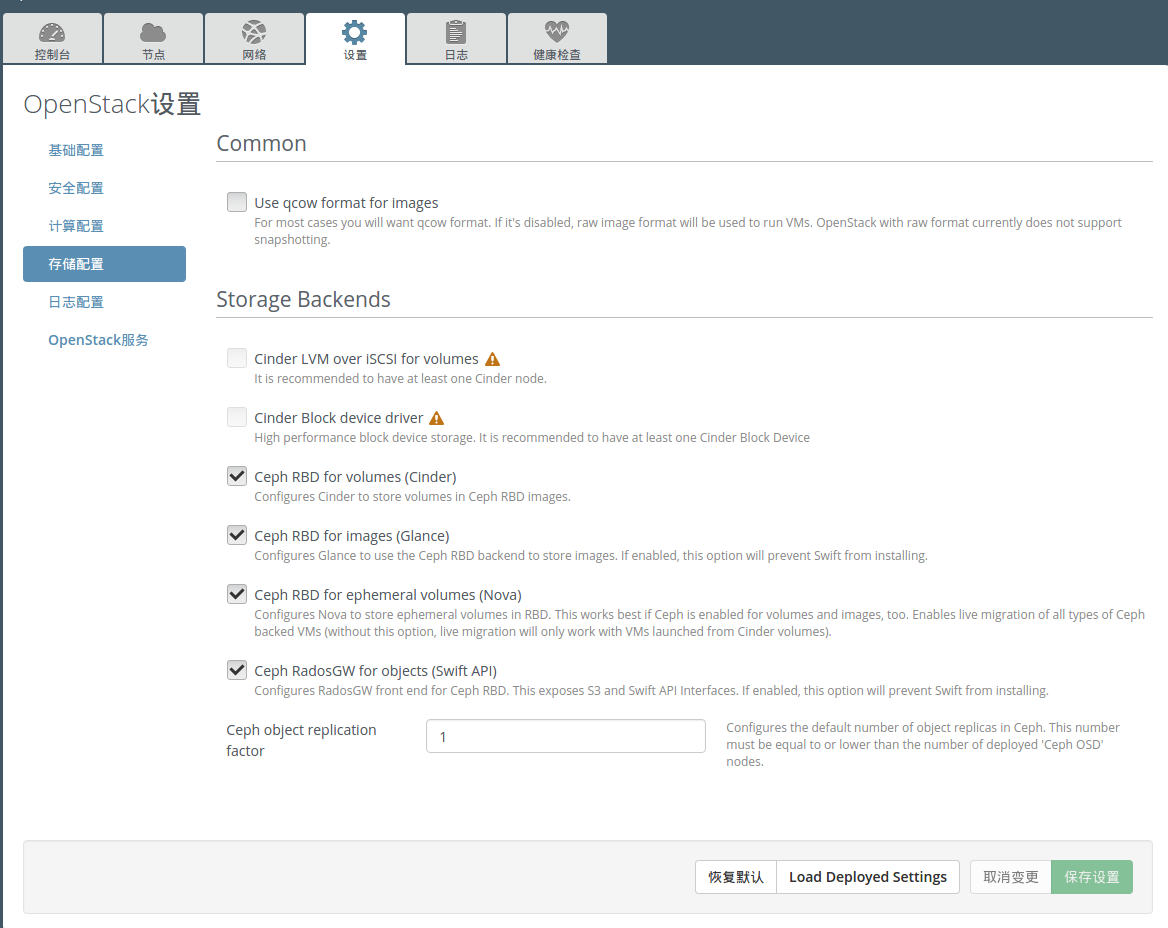 控制台
节点
网络
设置
日志
健康检查
OpenStack设置
基础配置
安全配置
计算配置
存储配置
日志配置
OpenStack服务
Common
Use qcow format for images
For most cases you will want qcow format. If it's disabled, raw image format will be used to run VMs. OpenStack with raw format currently does not support
snapshotting.
Storage Backends
Cinder LVM over iSCSI for volumes
It is recommended to have at least one Cinder node.
Cinder Block device driver
High performance block device storage. It is recommended to have at least one Cinder Block Device
Ceph RBD for volumes (Cinder)
Configures Cinder to store volumes in Ceph RBD images.
Ceph RBD for images (Glance)
Configures Glance to use the Ceph RBD backend to store images. If enabled, this option will prevent Swift from installing.
Ceph RBD for ephemeral volumes (Nova)
Configures Nova to store ephemeral volumes in RBD. This works best if Ceph is enabled for volumes and images, too. Enables live migration of all types of Ceph
backed VMs (without this option, live migration will only work with VMs launched from Cinder volumes).
Ceph RadosGW for objects (Swift API)
Configures RadosGW front end for Ceph RBD. This exposes S3 and Swift API Interfaces. If enabled, this option will prevent Swift from installing.
Ceph object replication
factor
1
Configures the default number of object replicas in Ceph. This number
must be equal to or lower than the number of deployed 'Ceph OSD'
nodes.
恢复默认
Load Deployed Settings
取消变更
保存设置